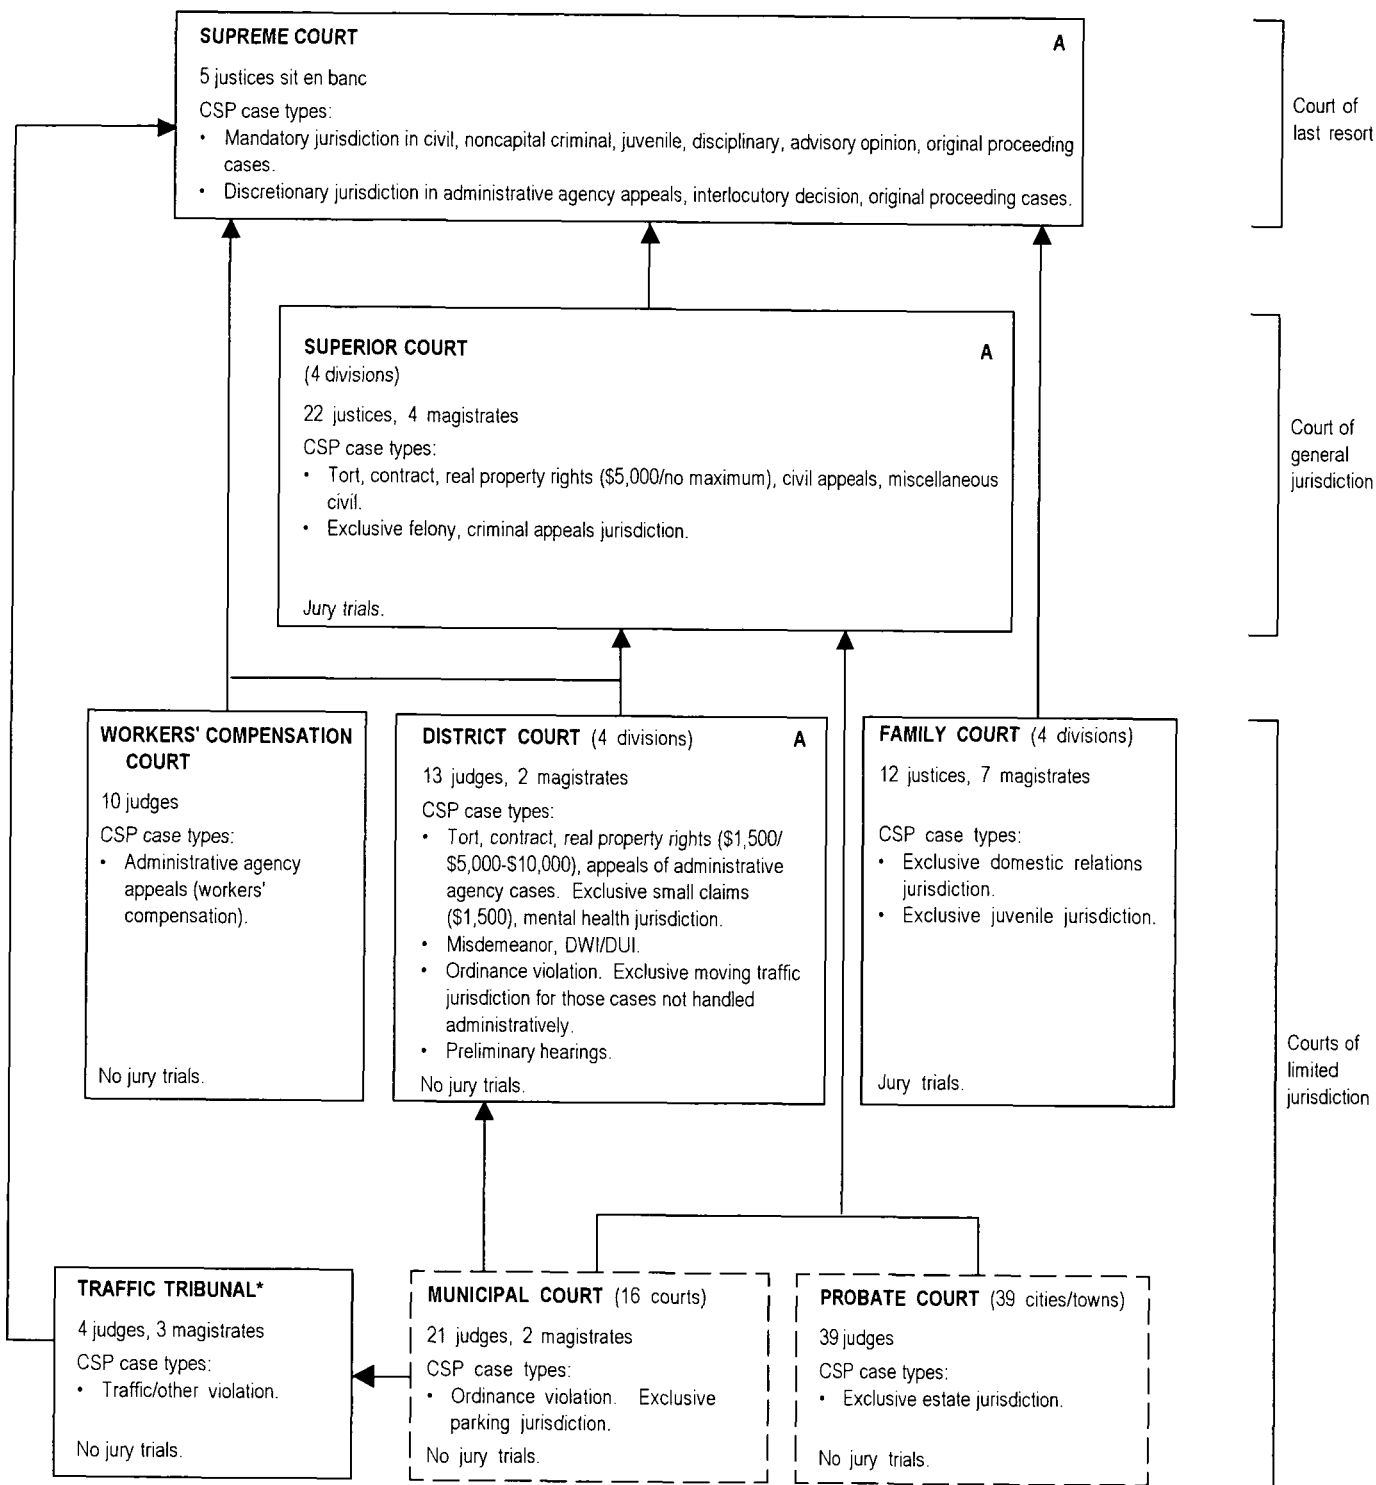 SUPREME COURT A
5 justices sit en banc
CSP case types:
• Mandatory jurisdiction in civil, noncapital criminal, juvenile, disciplinary, advisory opinion, original proceeding
cases.
• Discretionary jurisdiction in administrative agency appeals, interlocutory decision, original proceeding cases.
Court of
last resort
SUPERIOR COURT A
(4 divisions)
22 justices, 4 magistrates
CSP case types:
• Tort, contract, real property rights ($5,000/no maximum), civil appeals, miscellaneous
civil.
• Exclusive felony, criminal appeals jurisdiction.
Jury trials.
Court of
general
jurisdiction
WORKERS' COMPENSATION
COURT
10 judges
CSP case types:
• Administrative agency
appeals (workers'
compensation).
No jury trials.
DISTRICT COURT (4 divisions) A
13 judges, 2 magistrates
CSP case types:
• Tort, contract, real property rights ($1,500/
$5,000-$10,000), appeals of administrative
agency cases. Exclusive small claims
($1,500), mental health jurisdiction.
• Misdemeanor, DWI/DUI.
• Ordinance violation. Exclusive moving traffic
jurisdiction for those cases not handled
administratively.
• Preliminary hearings.
No jury trials.
FAMILY COURT (4 divisions)
12 justices, 7 magistrates
CSP case types:
• Exclusive domestic relations
jurisdiction.
• Exclusive juvenile jurisdiction.
Jury trials.
Courts of
limited
jurisdiction
TRAFFIC TRIBUNAL*
4 judges, 3 magistrates
CSP case types:
• Traffic/other violation.
No jury trials.
MUNICIPAL COURT (16 courts)
21 judges, 2 magistrates
CSP case types:
• Ordinance violation. Exclusive
parking jurisdiction.
No jury trials.
PROBATE COURT (39 cities/towns)
39 judges
CSP case types:
• Exclusive estate jurisdiction.
No jury trials.